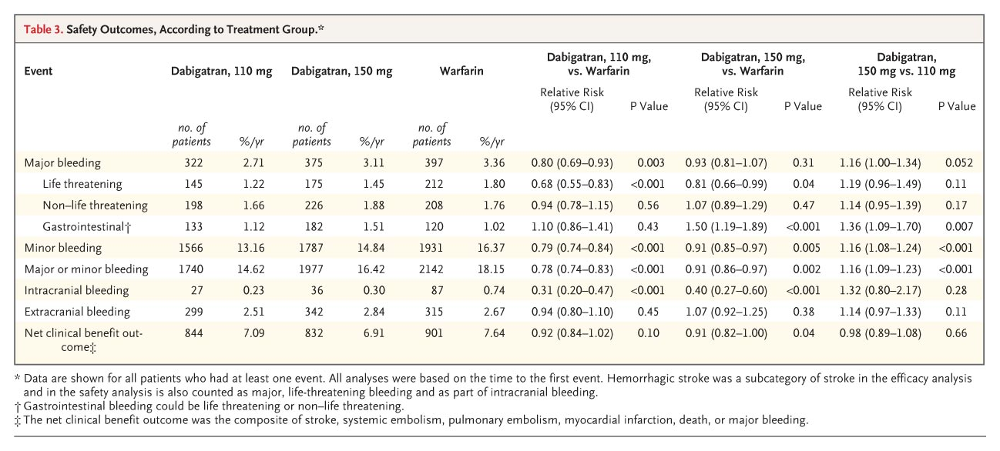 Table 3. Safety Outcomes, According to Treatment Group.*
Event Dabigatran, 110 mg Dabigatran, 150 mg Warfarin Dabigatran, 110 mg, vs. Warfarin Dabigatran, 150 mg, vs. Warfarin Dabigatran, 150 mg vs. 110 mg
Relative Risk (95% CI) P Value Relative Risk (95% CI) P Value Relative Risk (95% CI) P Value
no. of patients %/yr no. of patients %/yr no. of patients %/yr
Major bleeding 322 2.71 375 3.11 397 3.36 0.80 (0.69–0.93) 0.003 0.93 (0.81–1.07) 0.31 1.16 (1.00–1.34) 0.052
Life threatening 145 1.22 175 1.45 212 1.80 0.68 (0.55–0.83) <0.001 0.81 (0.66–0.99) 0.04 1.19 (0.96–1.49) 0.11
Non–life threatening 198 1.66 226 1.88 208 1.76 0.94 (0.78–1.15) 0.56 1.07 (0.89–1.29) 0.47 1.14 (0.95–1.39) 0.17
Gastrointestinal† 133 1.12 182 1.51 120 1.02 1.10 (0.86–1.41) 0.43 1.50 (1.19–1.89) <0.001 1.36 (1.09–1.70) 0.007
Minor bleeding 1566 13.16 1787 14.84 1931 16.37 0.79 (0.74–0.84) <0.001 0.91 (0.85–0.97) 0.005 1.16 (1.08–1.24) <0.001
Major or minor bleeding 1740 14.62 1977 16.42 2142 18.15 0.78 (0.74–0.83) <0.001 0.91 (0.86–0.97) 0.002 1.16 (1.09–1.23) <0.001
Intracranial bleeding 27 0.23 36 0.30 87 0.74 0.31 (0.20–0.47) <0.001 0.40 (0.27–0.60) <0.001 1.32 (0.80–2.17) 0.28
Extracranial bleeding 299 2.51 342 2.84 315 2.67 0.94 (0.80–1.10) 0.45 1.07 (0.92–1.25) 0.38 1.14 (0.97–1.33) 0.11
Net clinical benefit out- 844 7.09 832 6.91 901 7.64 0.92 (0.84–1.02) 0.10 0.91 (0.82–1.00) 0.04 0.98 (0.89–1.08) 0.66
come‡
* Data are shown for all patients who had at least one event. All analyses were based on the time to the first event. Hemorrhagic stroke was a subcategory of stroke in the efficacy analysis
and in the safety analysis is also counted as major, life-threatening bleeding and as part of intracranial bleeding.
† Gastrointestinal bleeding could be life threatening or non–life threatening.
‡ The net clinical benefit outcome was the composite of stroke, systemic embolism, pulmonary embolism, myocardial infarction, death, or major bleeding.